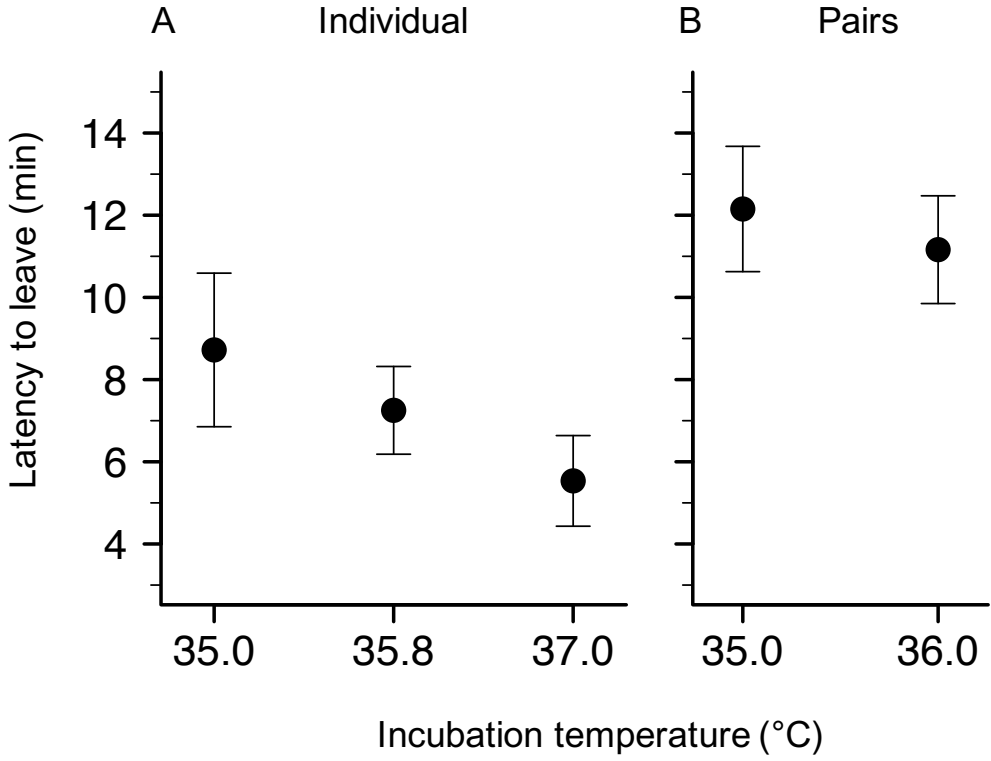 A Individual
B Pairs
Latency to leave (min)
14
12
10
8
6
4
35.0 35.8 37.0
35.0 36.0
Incubation temperature (°C)